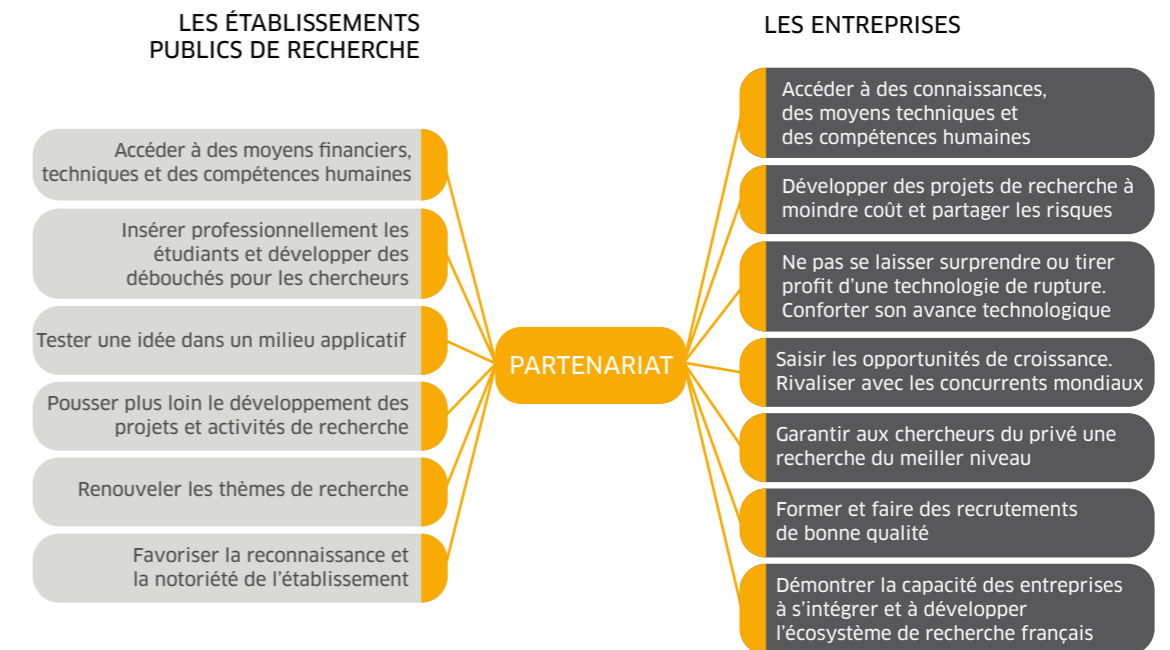 LES ÉTABLISSEMENTS
PUBLICS DE RECHERCHE
Accéder à des moyens financiers,
techniques et des compétences humaines
Insérer professionnellement les
étudiants et développer des
débouchés pour les chercheurs
Tester une idée dans un milieu applicatif
Pousser plus loin le développement des
projets et activités de recherche
Renouveler les thèmes de recherche
Favoriser la reconnaissance et
la notoriété de l'établissement
PARTENARIAT
LES ENTREPRISES
Accéder à des connaissances,
des moyens techniques et
des compétences humaines
Développer des projets de recherche à
moindre coût et partager les risques
Ne pas se laisser surprendre ou tirer
profit d'une technologie de rupture.
Conforter son avance technologique
Saisir les opportunités de croissance.
Rivaliser avec les concurrents mondiaux
Garantir aux chercheurs du privé une
recherche du meiller niveau
Former et faire des recrutements
de bonne qualité
Démontrer la capacité des entreprises
à s'intégrer et à développer
l'écosystème de recherche français